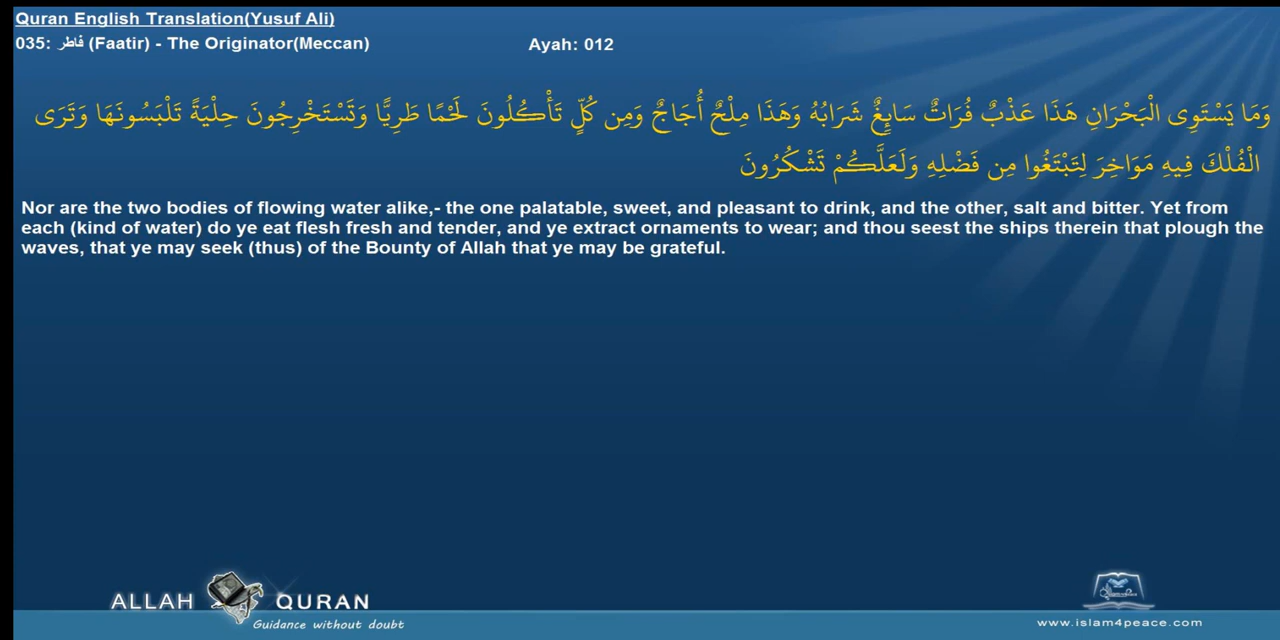 Quran English Translation(Yusuf Ali)
035: فاطر (Faatir) - The Originator(Meccan) Ayah: 012
وَمَا يَسْتَوِى الْبَحْرَانِ هَذَا عَذْبٌ فُرَاتٌ سَائِغٌ شَرَابُهُ وَهَذَا مِلْحٌ أُجَاجٌ وَمِن كُلٍّ تَأْكُلُونَ لَحْمًا طَرِيًّا وَتَسْتَخْرِجُونَ حِلْيَةً تَلْبَسُونَهَا وَتَرَى
الْفُلْكَ فِيهِ مَوَاخِرَ لِتَبْتَغُوا مِن فَضْلِهِ وَلَعَلَّكُمْ تَشْكُرُونَ
Nor are the two bodies of flowing water alike,- the one palatable, sweet, and pleasant to drink, and the other, salt and bitter. Yet from
each (kind of water) do ye eat flesh fresh and tender, and ye extract ornaments to wear; and thou seest the ships therein that plough the
waves, that ye may seek (thus) of the Bounty of Allah that ye may be grateful.
ALLAH QURAN
Guidance without doubt
www.islam4peace.com